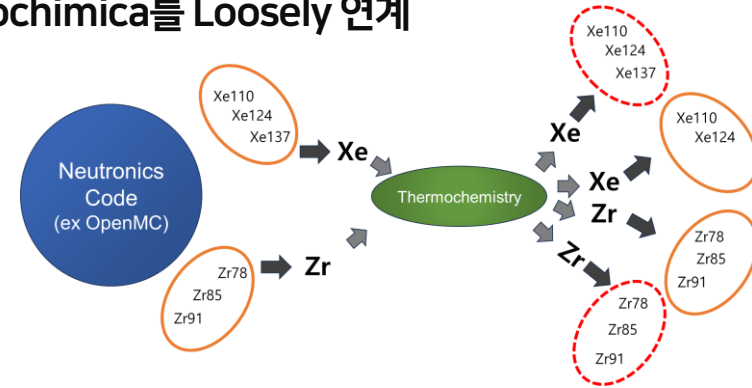 ochimica를 Loosely 연계
Neutronics
Code
(ex OpenMC)
Xe110
Xe124
Xe137
Xe
Zr78
Zr85
Zr91
Zr
Thermochemistry
Xe
Xe110
Xe124
Xe137
Xe
Xe110
Xe124
Zr
Zr78
Zr85
Zr91
Zr
Zr78
Zr85
Zr91